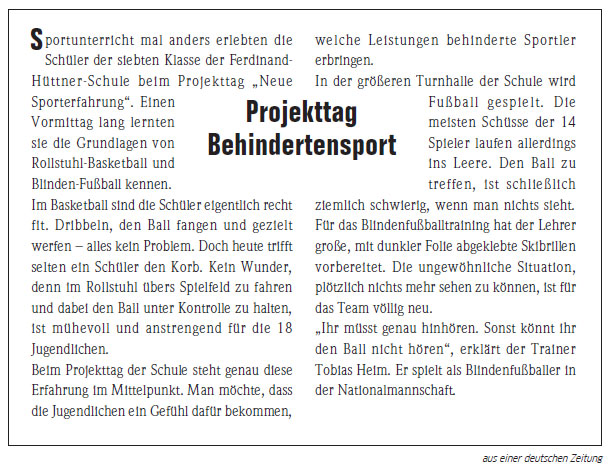 Projekttag
Behindertensport
Sportunterricht mal anders erlebten die
Schüler der siebten Klasse der Ferdinand-
Hüttner-Schule beim Projekttag „Neue
Sporterfahrung“. Einen
Vormittag lang lernten
sie die Grundlagen von
Rollstuhl-Basketball und
Blinden-Fußball kennen.
Im Basketball sind die Schüler eigentlich recht
fit. Dribbeln, den Ball fangen und gezielt
werfen – alles kein Problem. Doch heute trifft
selten ein Schüler den Korb. Kein Wunder,
denn im Rollstuhl übers Spielfeld zu fahren
und dabei den Ball unter Kontrolle zu halten,
ist mühevoll und anstrengend für die 18
Jugendlichen.
Beim Projekttag der Schule steht genau diese
Erfahrung im Mittelpunkt. Man möchte, dass
die Jugendlichen ein Gefühl dafür bekommen,
welche Leistungen behinderte Sportler
erbringen.
In der größeren Turnhalle der Schule wird
Fußball gespielt. Die
meisten Schüsse der 14
Spieler laufen allerdings
ins Leere. Den Ball zu
treffen, ist schließlich
ziemlich schwierig, wenn man nichts sieht.
Für das Blindenfußballtraining hat der Lehrer
große, mit dunkler Folie abgeklebte Skibrillen
vorbereitet. Die ungewöhnliche Situation,
plötzlich nichts mehr sehen zu können, ist für
das Team völlig neu.
„Ihr müsst genau hinhören. Sonst könnt ihr
den Ball nicht hören“, erklärt der Trainer
Tobias Heim. Er spielt als Blindenfußballer in
der Nationalmannschaft.
aus einer deutschen Zeitung